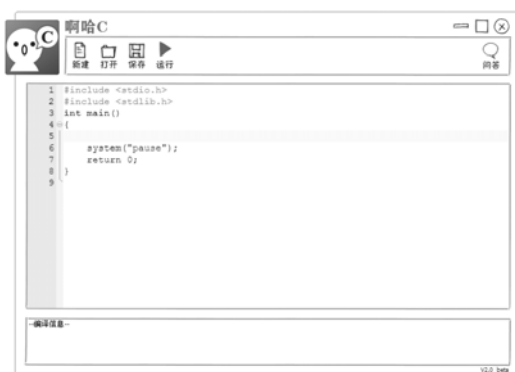 啊哈C
C
新建 打开 保存 运行 问答
1 #include <stdio.h>
2 #include <stdlib.h>
3 int main()
4 {
5
6 system("pause");
7 return 0;
8 }
9
--编译信息--
V2.0 beta